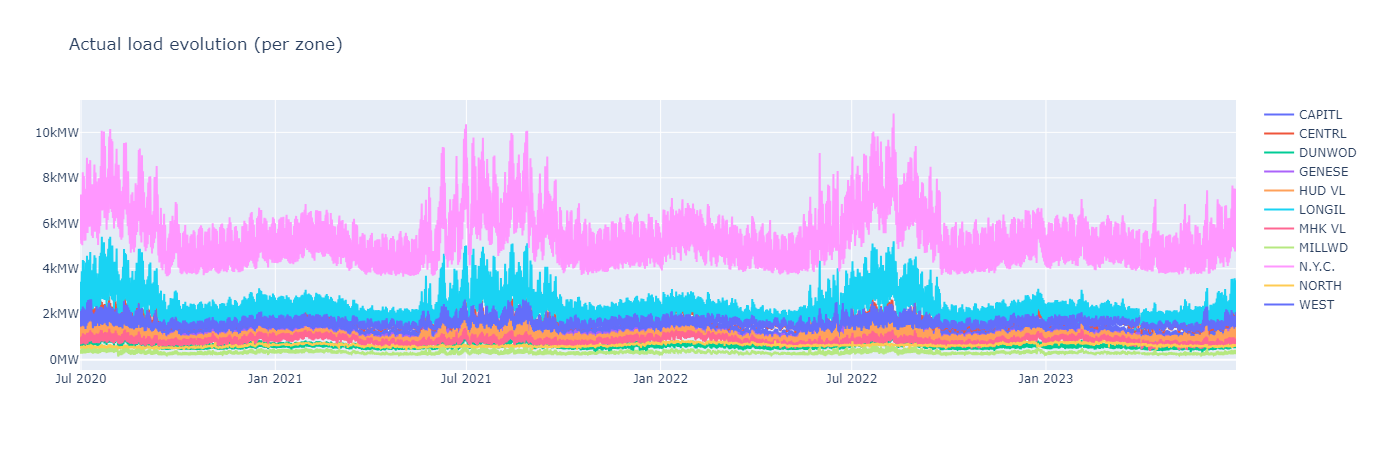 Actual load evolution (per zone)
10kMW
8kMW
6kMW
4kMW
2kMW
0MW
Jul 2020
Jan 2021
Jul 2021
Jan 2022
Jul 2022
Jan 2023
CAPITL
CENTRL
DUNWOD
GENESE
HUD VL
LONGIL
MHK VL
MILLWD
N.Y.C.
NORTH
WEST